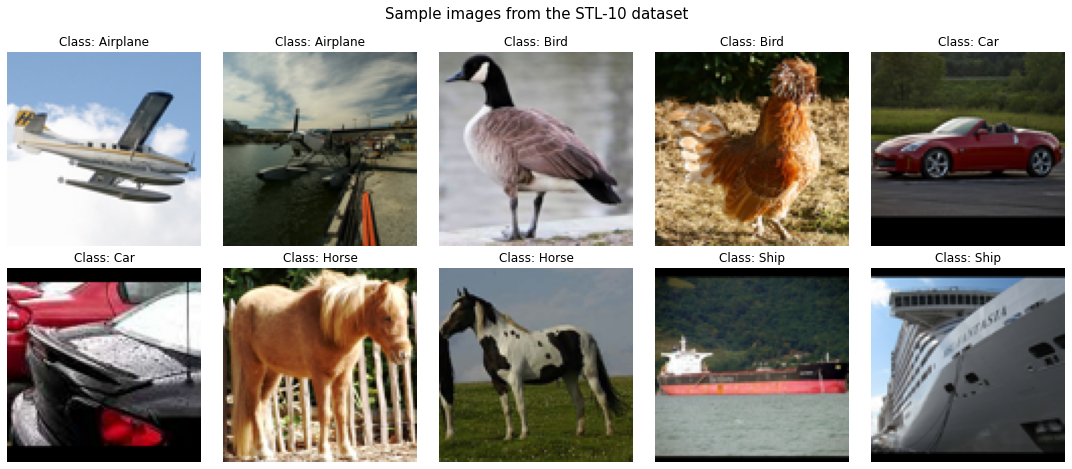 Sample images from the STL-10 dataset
Class: Airplane
Class: Airplane
Class: Bird
Class: Bird
Class: Car
Class: Car
Class: Horse
Class: Horse
Class: Ship
Class: Ship
FANTASIA